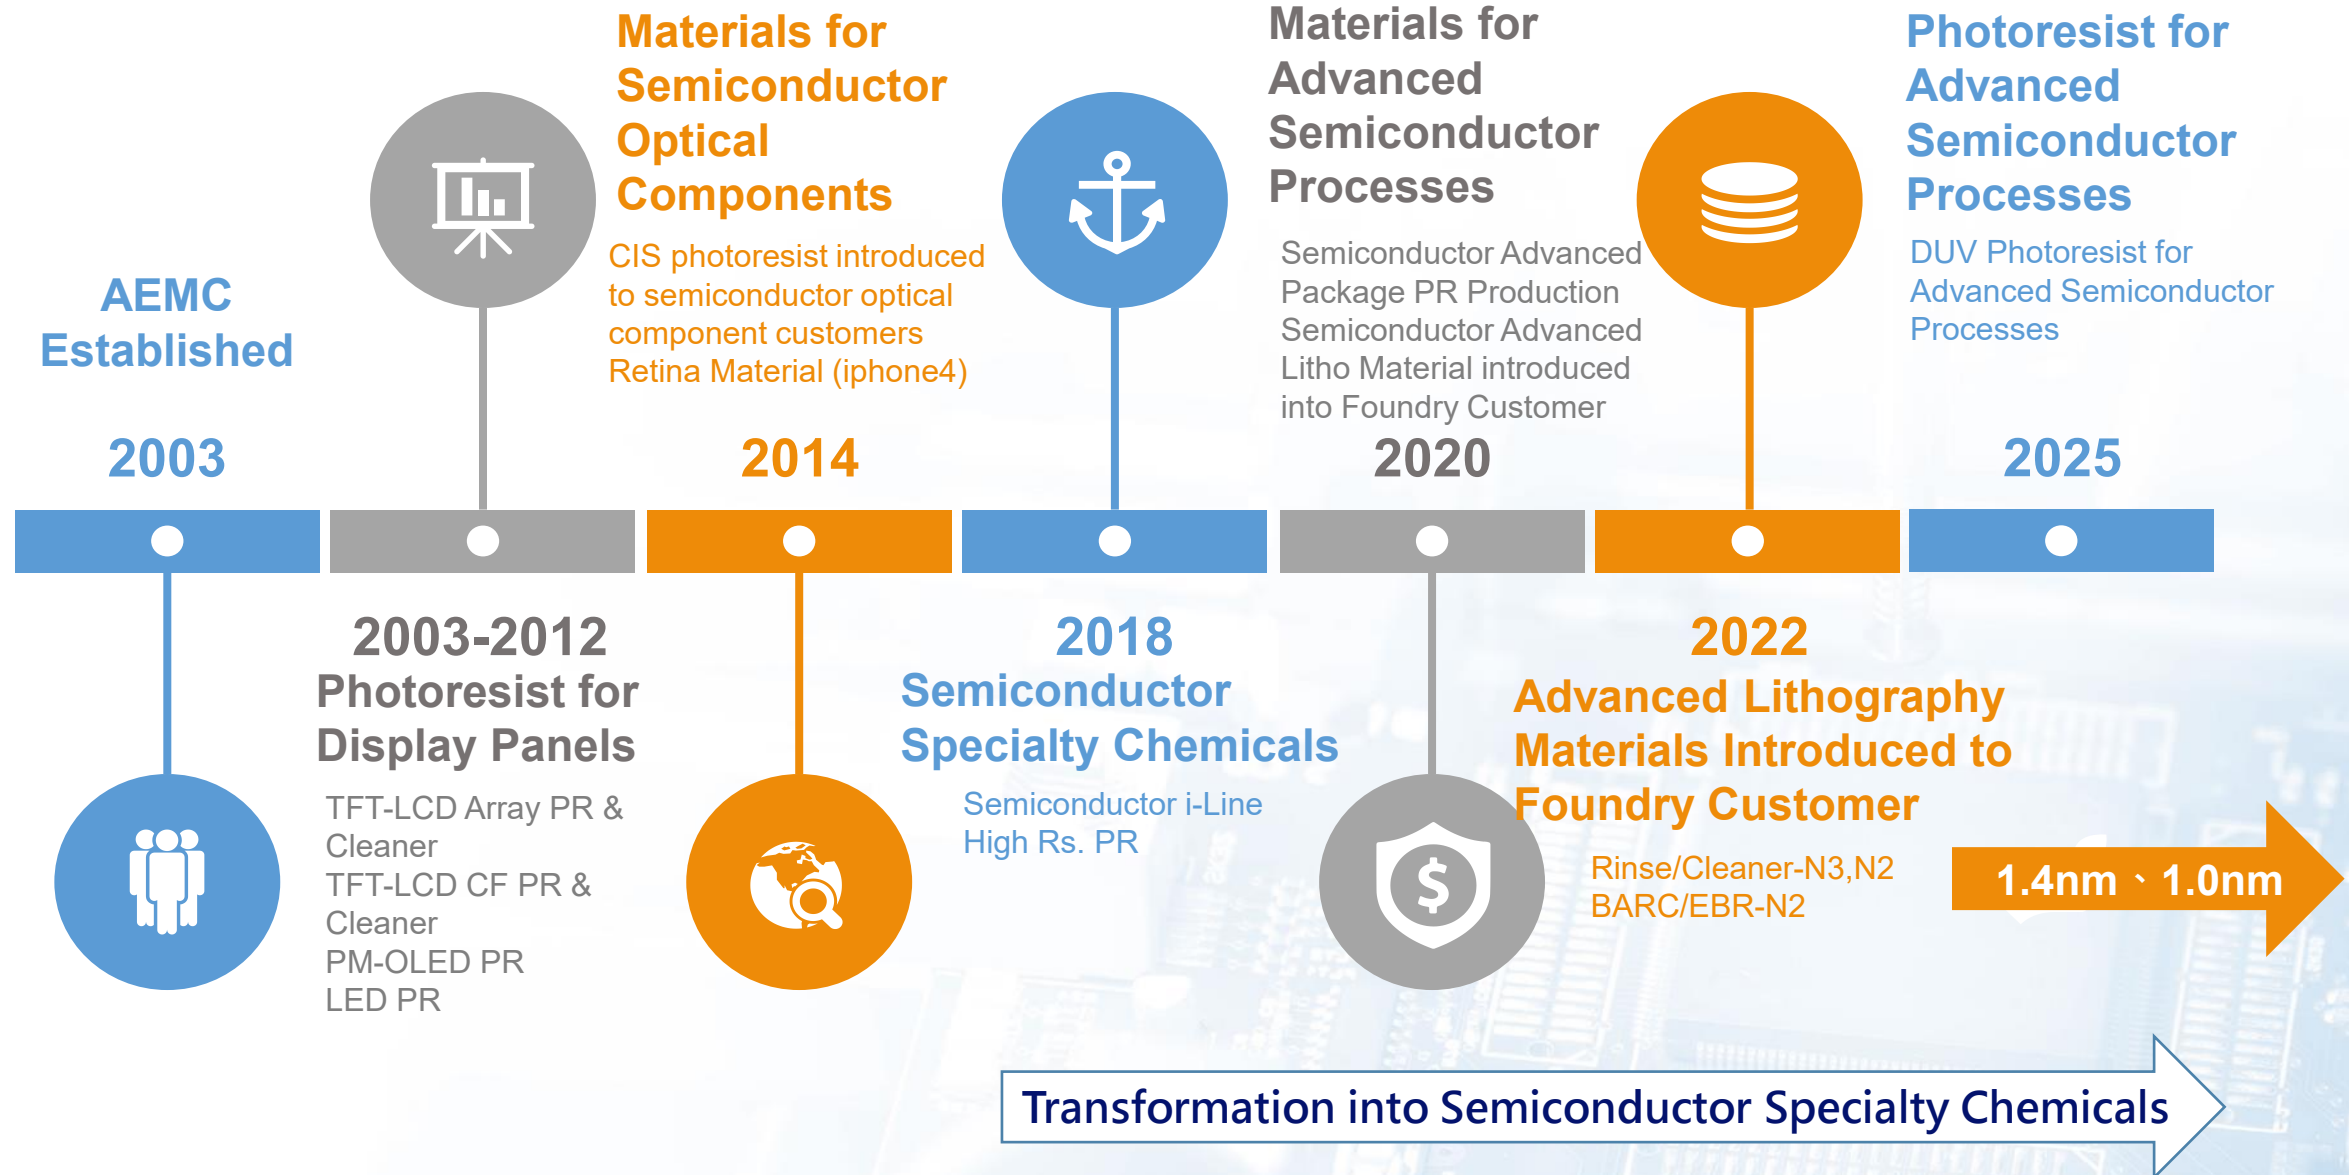 AEMC
Established
2003
2003-2012
Photoresist for
Display Panels
TFT-LCD Array PR &
Cleaner
TFT-LCD CF PR &
Cleaner
PM-OLED PR
LED PR
Materials for
Semiconductor
Optical
Components
CIS photoresist introduced
to semiconductor optical
component customers
Retina Material (iphone4)
2014
2018
Semiconductor
Specialty Chemicals
Semiconductor i-Line
High Rs. PR
Materials for
Advanced
Semiconductor
Processes
Semiconductor Advanced
Package PR Production
Semiconductor Advanced
Litho Material introduced
into Foundry Customer
2020
$
2022
Advanced Lithography
Materials Introduced to
Foundry Customer
Rinse/Cleaner-N3,N2
BARC/EBR-N2
Photoresist for
Advanced
Semiconductor
Processes
DUV Photoresist for
Advanced Semiconductor
Processes
2025
1.4nm、1.0nm
Transformation into Semiconductor Specialty Chemicals